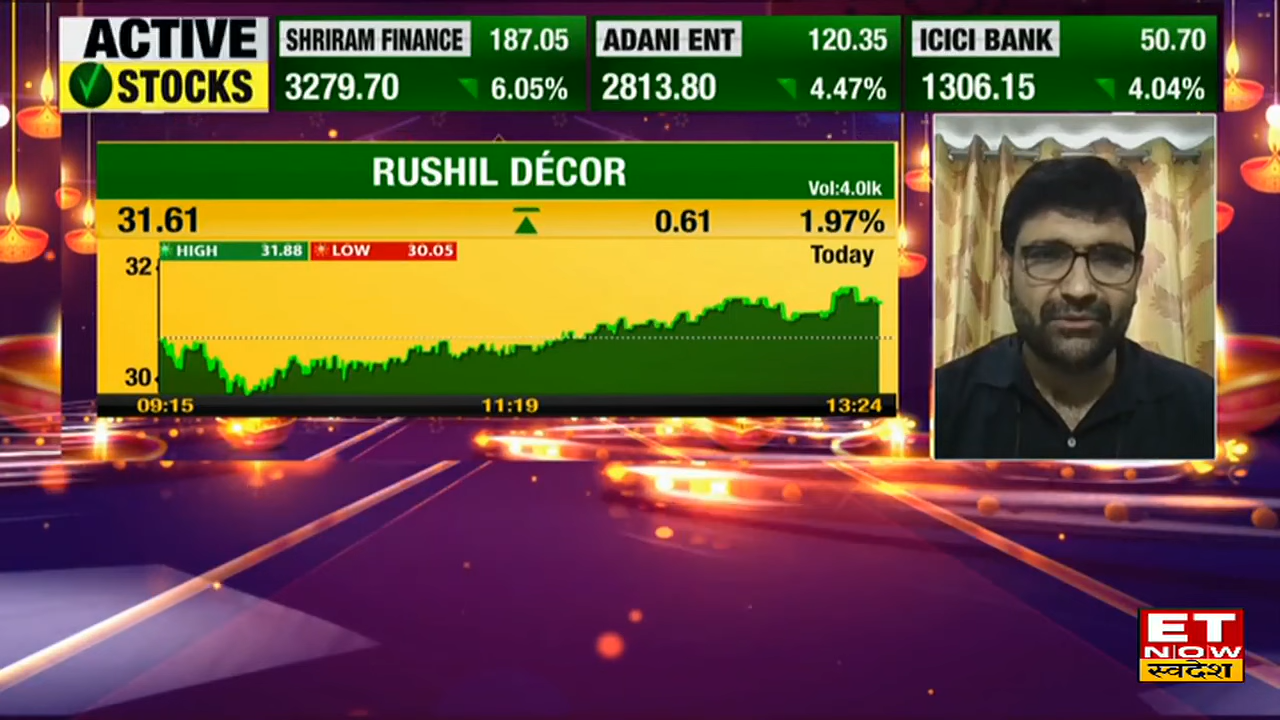 ACTIVE
STOCKS
SHRIRAM FINANCE 187.05
3279.70 6.05%
ADANI ENT 120.35
2813.80 4.47%
ICICI BANK 50.70
1306.15 4.04%
RUSHIL DÉCOR
Vol:4.0lk
31.61 0.61 1.97%
HIGH 31.88 LOW 30.05
Today
32
30
09:15 11:19 13:24
ET
NOW
स्वदेश